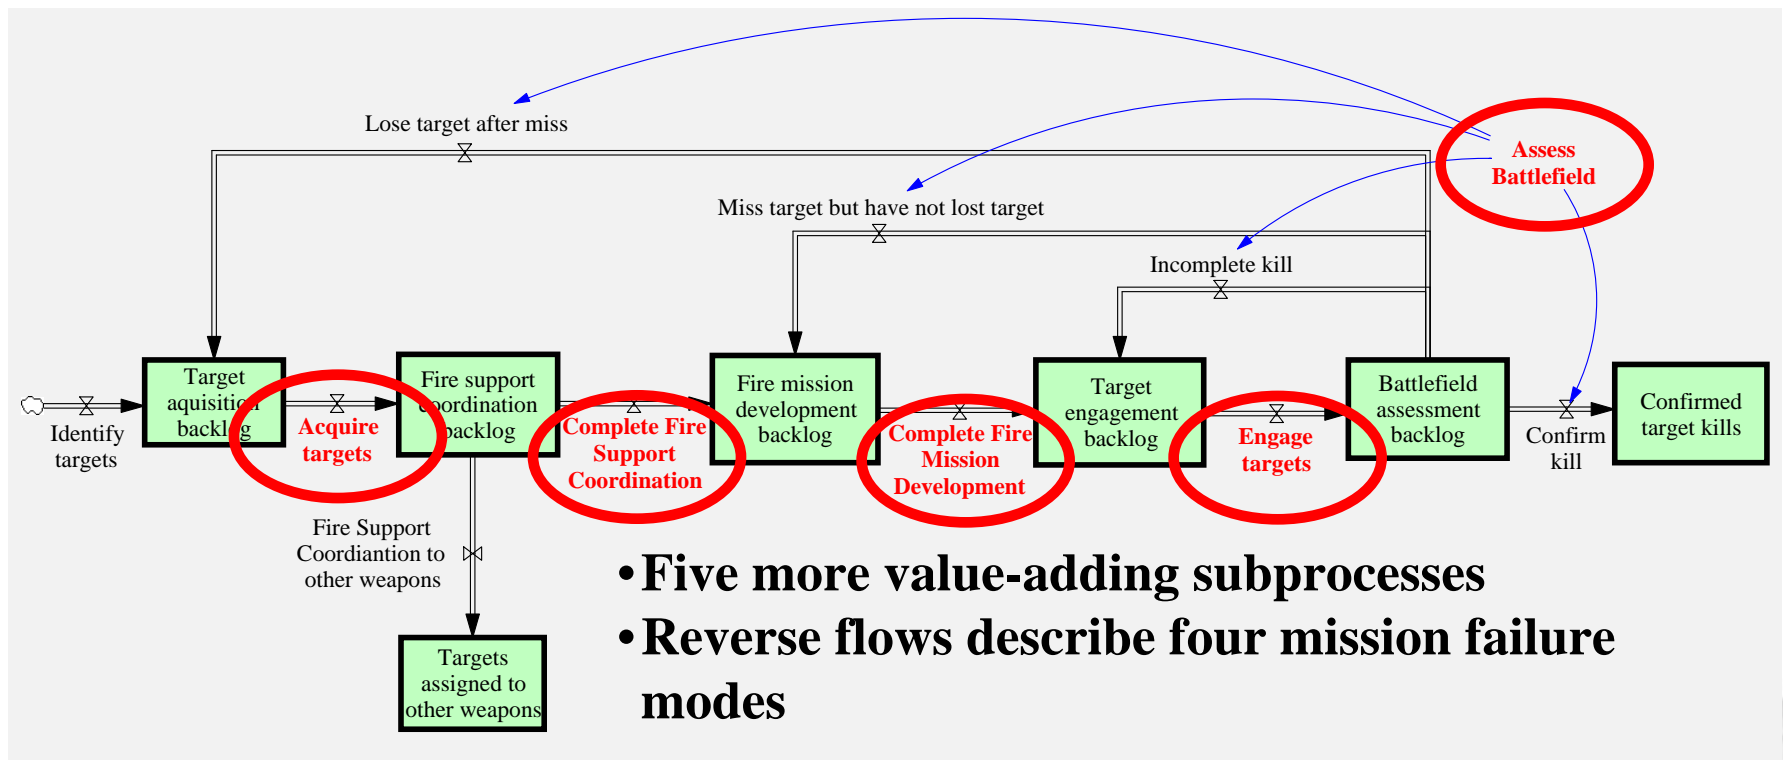 Lose target after miss
Assess
Battlefield
Miss target but have not lost target
Incomplete kill
Identify
targets
Target
aquisition
backlog
Acquire
targets
Fire support
coordination
backlog
Complete Fire
Support
Coordination
Fire mission
development
backlog
Complete Fire
Mission
Development
Target
engagement
backlog
Engage
targets
Battlefield
assessment
backlog
Confirm
kill
Confirmed
target kills
Fire Support
Coordiantion to
other weapons
Targets
assigned to
other weapons
•Five more value-adding subprocesses
•Reverse flows describe four mission failure
modes